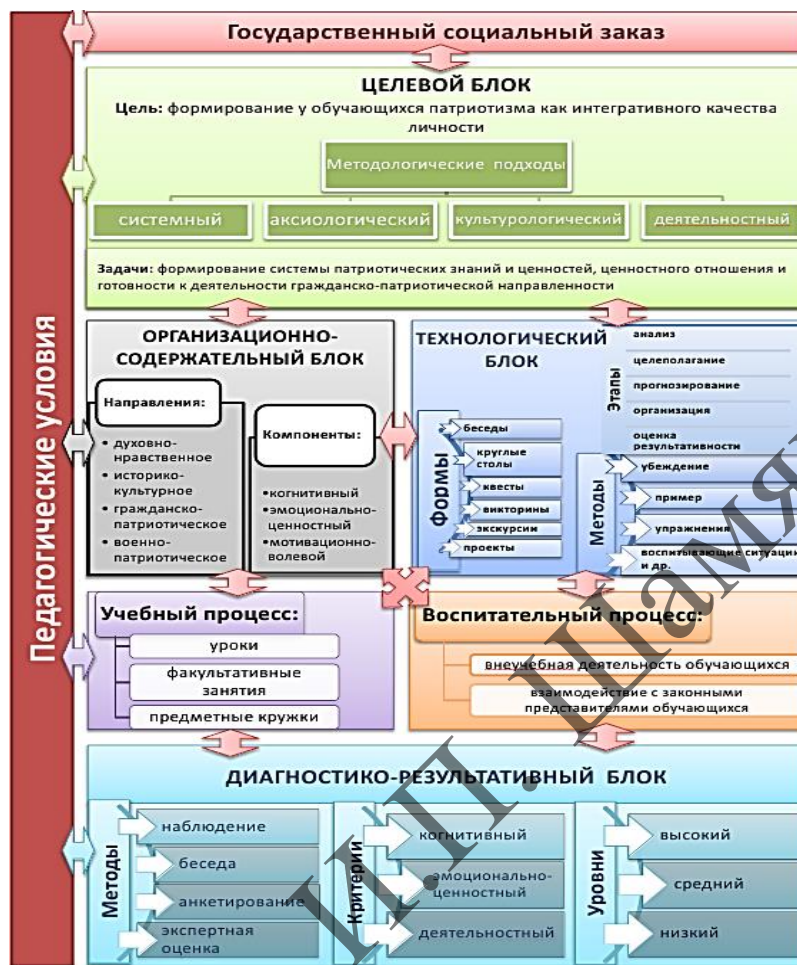 Педагогические условия
Государственный социальный заказ
ЦЕЛЕВОЙ БЛОК
Цель: формирование у обучающихся патриотизма как интегративного качества
личности
Методологические подходы
системный
аксиологический
культурологический
деятельностный
Задачи: формирование системы патриотических знаний и ценностей, ценностного отношения и
готовности к деятельности гражданско-патриотической направленности
ОРГАНИЗАЦИОННО-
СОДЕРЖАТЕЛЬНЫЙ БЛОК
Направления:
• духовно-
нравственное
• историко-
культурное
• гражданско-
патриотическое
• военно-
патриотическое
Компоненты:
•когнитивный
•эмоционально-
ценностный
•мотивационно-
волевой
ТЕХНОЛОГИЧЕСКИЙ
БЛОК
Формы
беседы
круглые
столы
квесты
викторины
экскурсии
проекты
Этапы
анализ
целеполагание
прогнозирование
организация
оценка
результативности
Методы
убеждение
пример
упражнения
воспитывающие ситуации
и др.
Учебный процесс:
уроки
факультативные
занятия
предметные кружки
Воспитательный процесс:
внеучебная деятельность обучающихся
взаимодействие с законными
представителями обучающихся
ДИАГНОСТИКО-РЕЗУЛЬТАТИВНЫЙ БЛОК
Методы
наблюдение
беседа
анкетирование
экспертная
оценка
Критерии
когнитивный
эмоционально-
ценностный
деятельностный
Уровни
высокий
средний
низкий